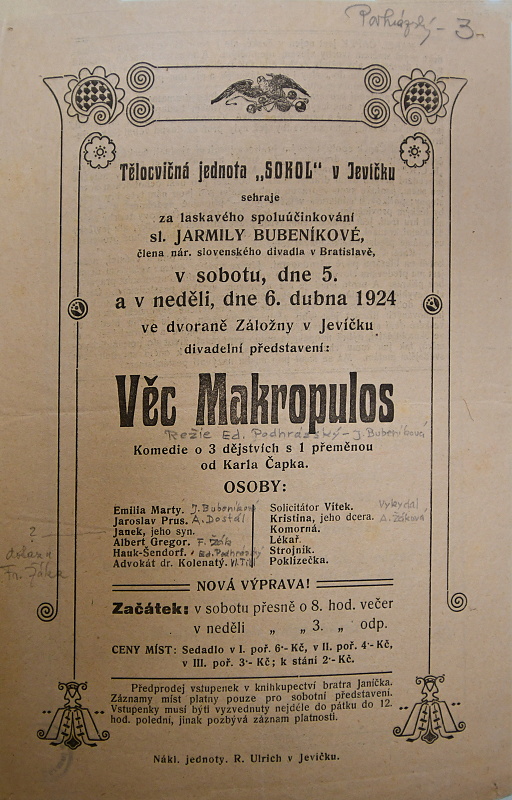 3-
Tělocvičná jednota „SOKOL" v Jevíčku
sehraje
za laskavého spoluúčinkování
sl. JARMILY BUBENÍKOVÉ,
člena nár. slovenského divadla v Bratislavě,
v sobotu, dne 5.
a v neděli, dne 6. dubna 1924
ve dvoraně Záložny v Jevíčku
divadelní představení:
Věc Makropulos
Režie Ed. Podhrázský - J. Bubeníková
Komedie o 3 dějstvích s 1 přeměnou
od Karla Čapka.
OSOBY:
Emilia Marty. J. Bubeníková
Jaroslav Prus. A. Dostál
Janek, jeho syn.
Albert Gregor. F. Žák
Hauk-Šendorf. Ed. Podhrázský
Advokát dr. Kolenatý.
Solicitátor Vítek. Vykydal
Kristina, jeho dcera. A. Žáková
Komorná.
Lékař.
Strojník.
Poklízečka.
2
Fr. Žáka
NOVÁ VÝPRAVA!
Začátek: v sobotu přesně o 8. hod. večer
v neděli „ „ 3. „ odp.
CENY MÍST: Sedadlo v I. poř. 6·- Kč, v II. poř. 4·- Kč,
v III. poř. 3·- Kč; k stání 2·- Kč.
Předprodej vstupenek v knihkupectví bratra Janíčka.
Záznamy míst platny pouze pro sobotní představení.
Vstupenky musí býti vyzvednuty nejdéle do pátku do 12.
hod. polední, jinak pozbývá záznam platnosti.
Nákl. jednoty. R. Ulrich v Jevíčku.